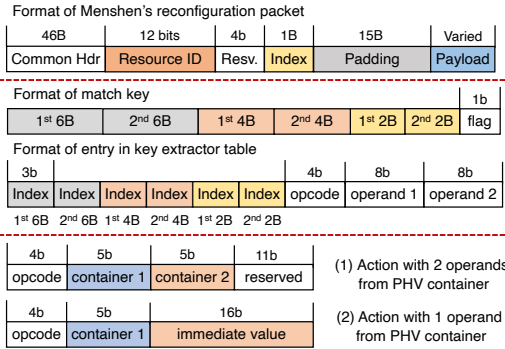 Format of Menshen's reconfiguration packet
46B 12 bits 4b 1B 15B Varied
Common Hdr Resource ID Resv. Index Padding Payload
Format of match key
1b
1st 6B 2nd 6B 1st 4B 2nd 4B 1st 2B 2nd 2B flag
Format of entry in key extractor table
3b 4b 8b 8b
Index Index Index Index Index Index opcode operand 1 operand 2
1st 6B 2nd 6B 1st 4B 2nd 4B 1st 2B 2nd 2B
4b 5b 5b 11b
opcode container 1 container 2 reserved
(1) Action with 2 operands
from PHV container
4b 5b 16b
opcode container 1 immediate value
(2) Action with 1 operand
from PHV container